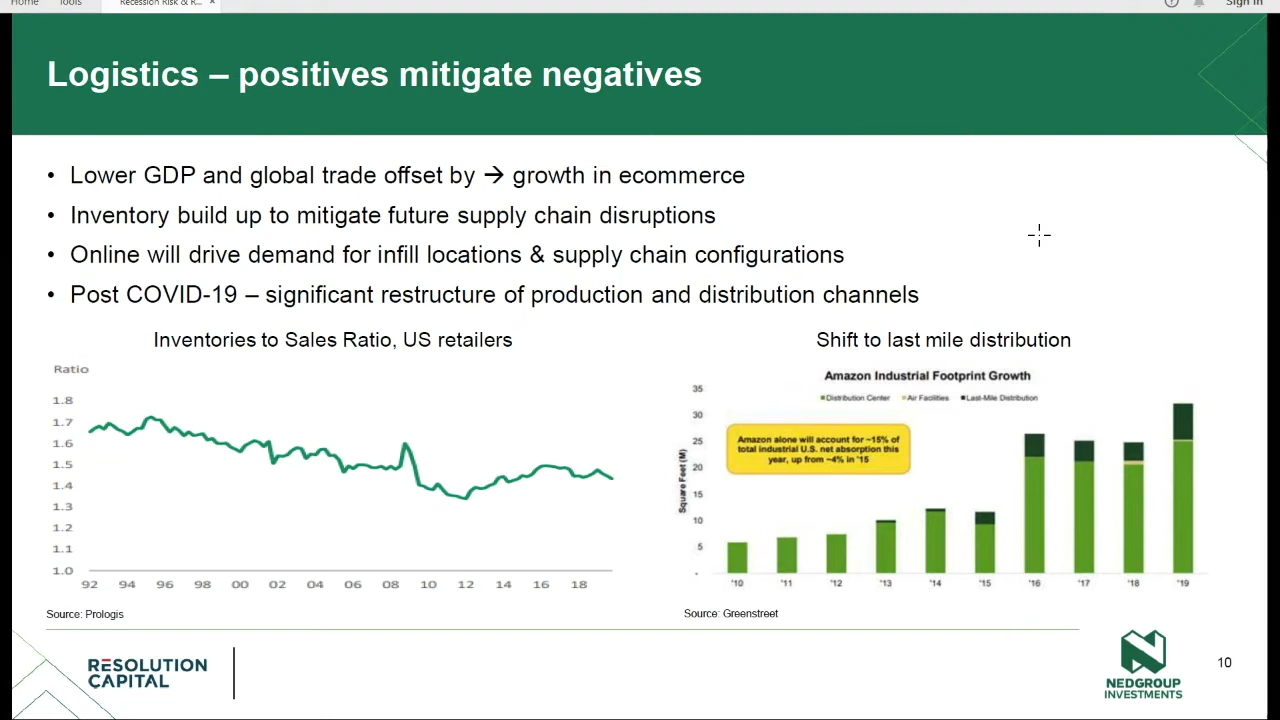 Home Tools Recession Risk & R... × Sign In
Logistics – positives mitigate negatives
• Lower GDP and global trade offset by → growth in ecommerce
• Inventory build up to mitigate future supply chain disruptions
• Online will drive demand for infill locations & supply chain configurations
• Post COVID-19 – significant restructure of production and distribution channels
Inventories to Sales Ratio, US retailers
Ratio
1.8
1.7
1.6
1.5
1.4
1.3
1.2
1.1
1.0
92 94 96 98 00 02 04 06 08 10 12 14 16 18
Source: Prologis
Shift to last mile distribution
Amazon Industrial Footprint Growth
Distribution Center Air Facilities Last-Mile Distribution
Amazon alone will account for ~15% of
total industrial U.S. net absorption this
year, up from ~4% in '15
Square Feet (M)
35
30
25
20
15
10
5
-
'10 '11 '12 '13 '14 '15 '16 '17 '18 '19
Source: Greenstreet
RESOLUTION
CAPITAL
NEDGROUP
INVESTMENTS
10